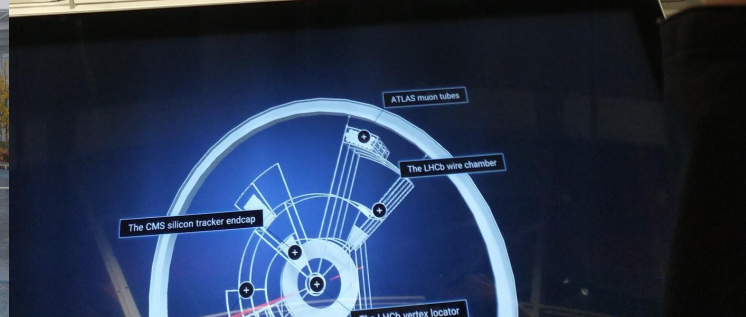 ATLAS muon tubes
The LHCb wire chamber
The CMS silicon tracker endcap
The LHCb vertex locator